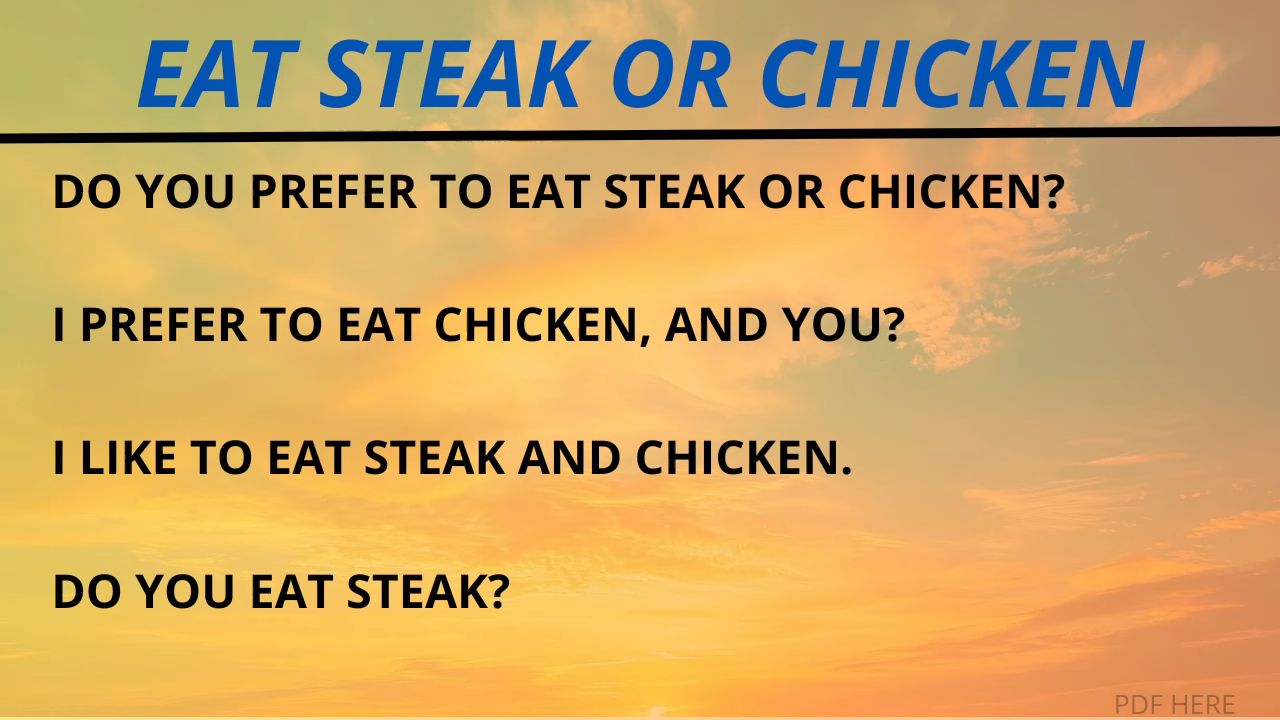 EAT STEAK OR CHICKEN
DO YOU PREFER TO EAT STEAK OR CHICKEN?
I PREFER TO EAT CHICKEN, AND YOU?
I LIKE TO EAT STEAK AND CHICKEN.
DO YOU EAT STEAK?
PDF HERE